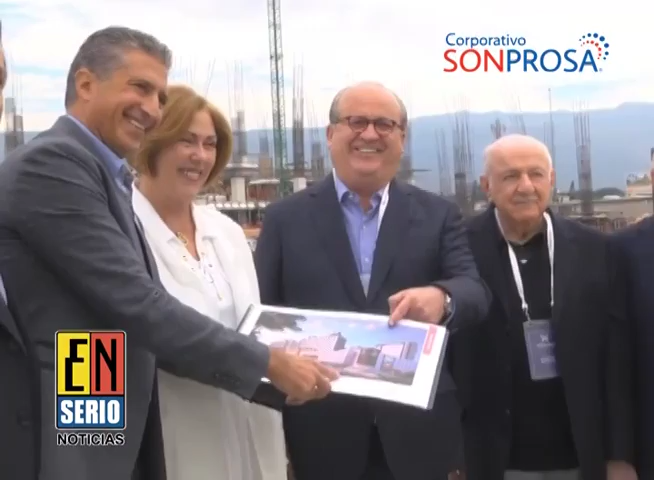 Corporativo
SONPROSA
EN
SERIO
NOTICIAS